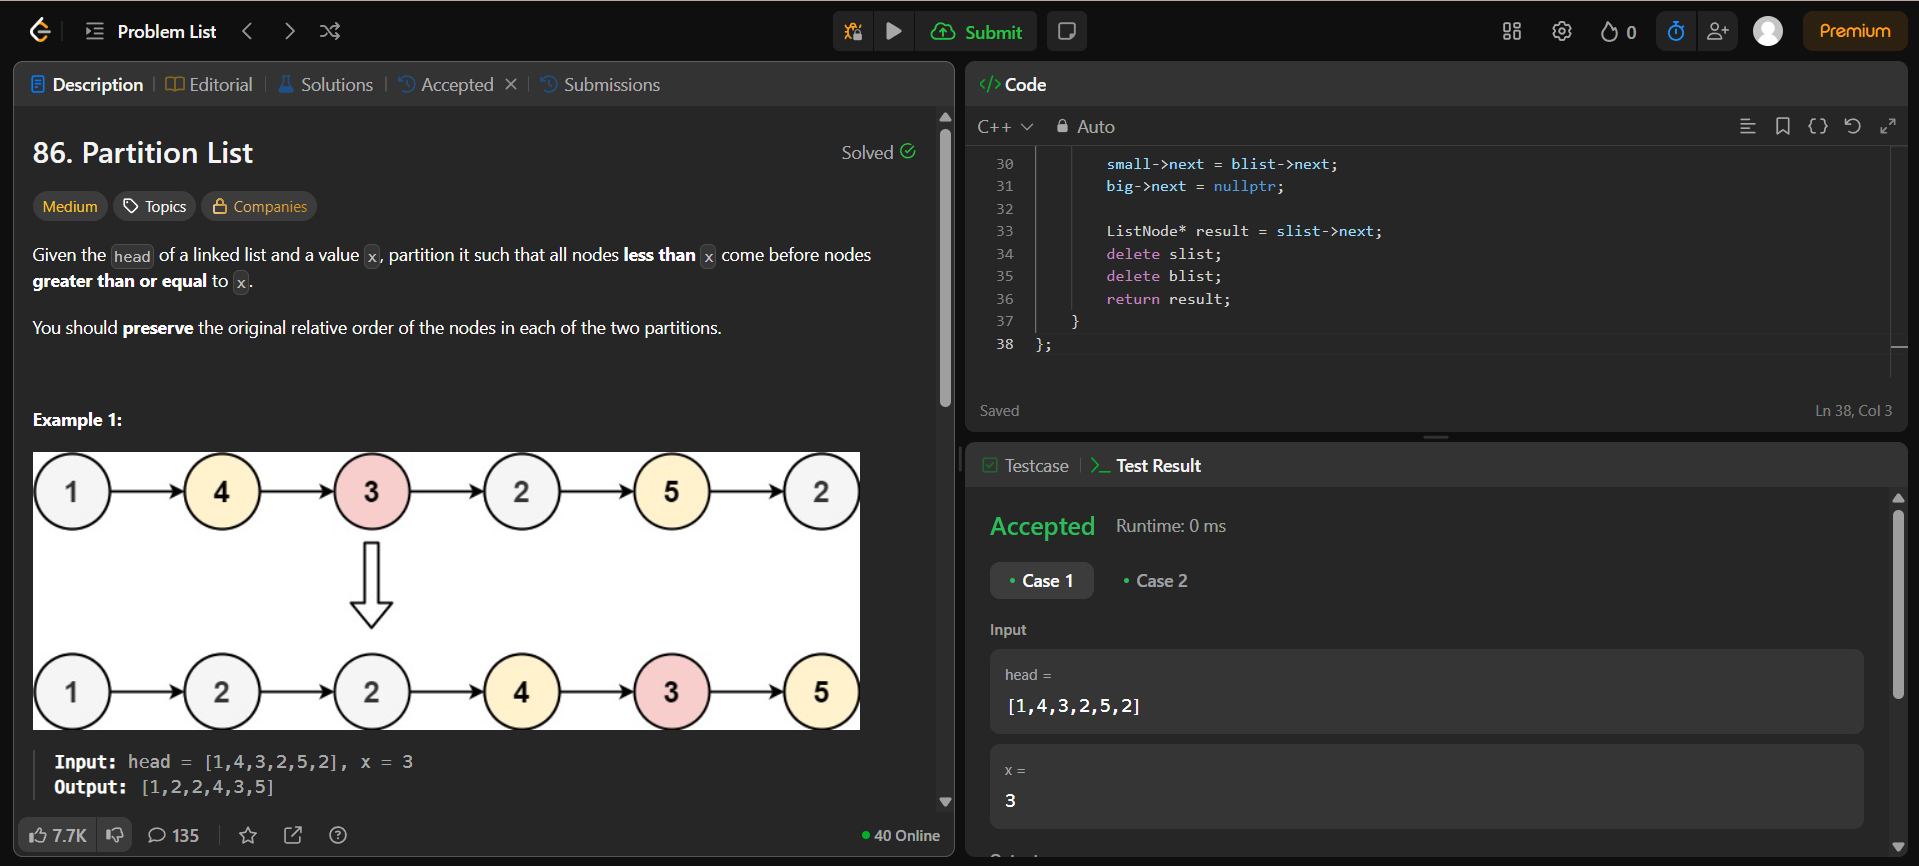 Problem List
Submit
0
Premium
Description
Editorial
Solutions
Accepted
Submissions
86. Partition List
Solved
Medium
Topics
Companies
Given the head of a linked list and a value x, partition it such that all nodes less than x come before nodes
greater than or equal to x.
You should preserve the original relative order of the nodes in each of the two partitions.
Example 1:
1 4 3 2 5 2
1 2 2 4 3 5
Input: head = [1,4,3,2,5,2], x = 3
Output: [1,2,2,4,3,5]
7.7K
135
40 Online
</> Code
C++
Auto
30 small->next = blist->next;
31 big->next = nullptr;
32
33 ListNode* result = slist->next;
34 delete slist;
35 delete blist;
36 return result;
37 }
38 };
Saved
Ln 38, Col 3
Testcase
>_ Test Result
Accepted
Runtime: 0 ms
Case 1
Case 2
Input
head =
[1,4,3,2,5,2]
x =
3